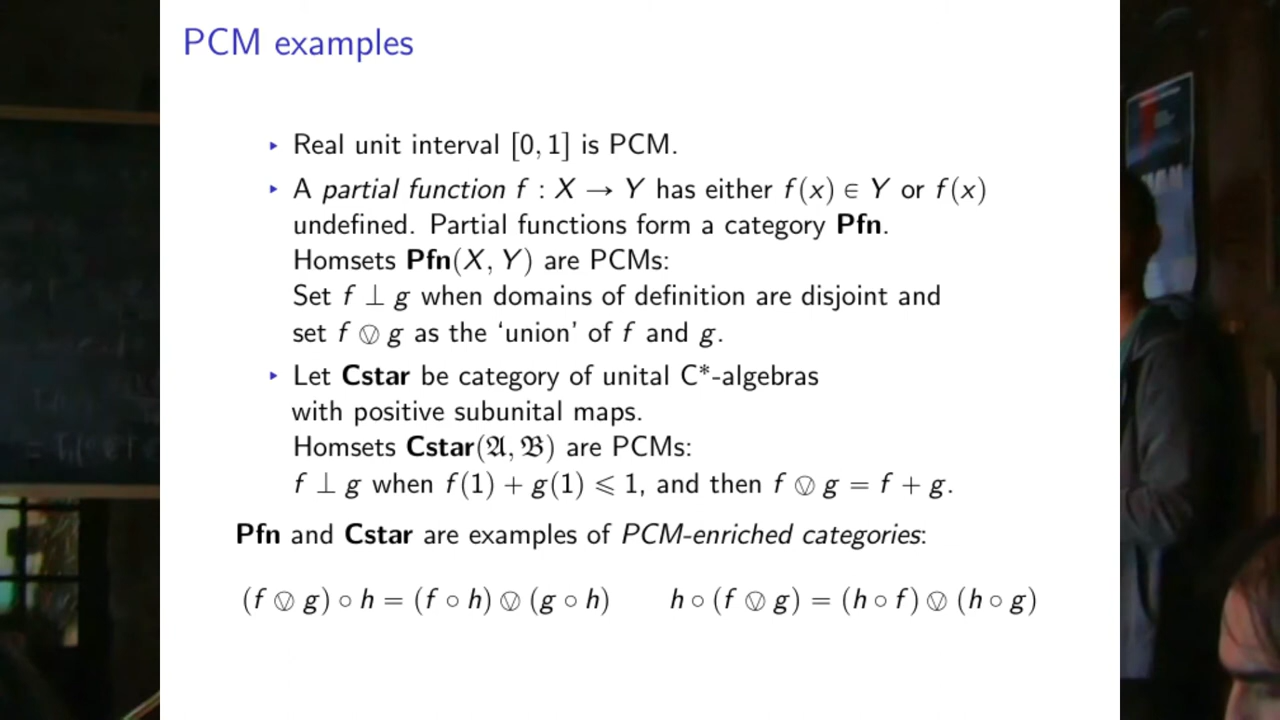 PCM examples
‣ Real unit interval [0, 1] is PCM.
‣ A partial function f : X → Y has either f(x) ∈ Y or f(x)
undefined. Partial functions form a category Pfn.
Homsets Pfn(X, Y) are PCMs:
Set f ⊥ g when domains of definition are disjoint and
set f ⦹ g as the ‘union’ of f and g.
‣ Let Cstar be category of unital C*-algebras
with positive subunital maps.
Homsets Cstar(𝔄, 𝔅) are PCMs:
f ⊥ g when f(1) + g(1) ⩽ 1, and then f ⦹ g = f + g.
Pfn and Cstar are examples of PCM-enriched categories:
(f ⦹ g) ∘ h = (f ∘ h) ⦹ (g ∘ h) h ∘ (f ⦹ g) = (h ∘ f) ⦹ (h ∘ g)